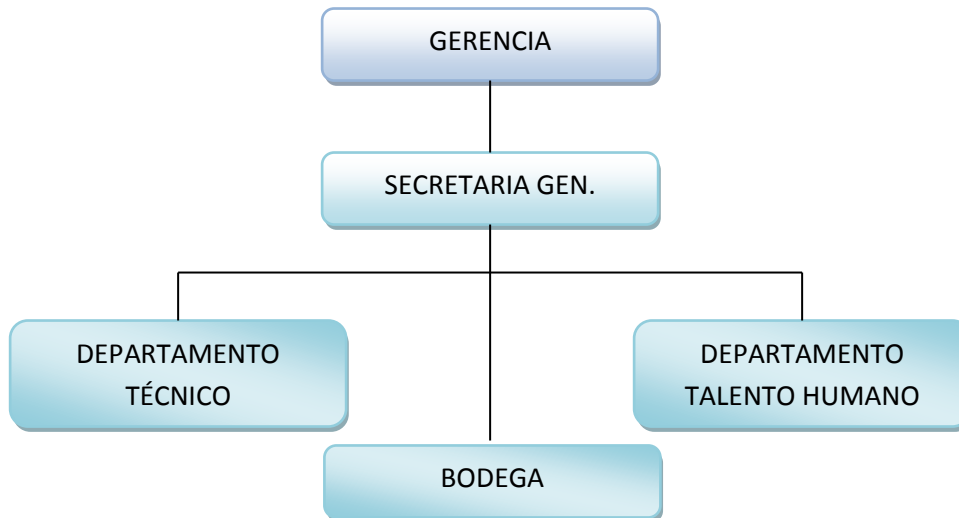 GERENCIA
SECRETARIA GEN.
DEPARTAMENTO
TÉCNICO
DEPARTAMENTO
TALENTO HUMANO
BODEGA